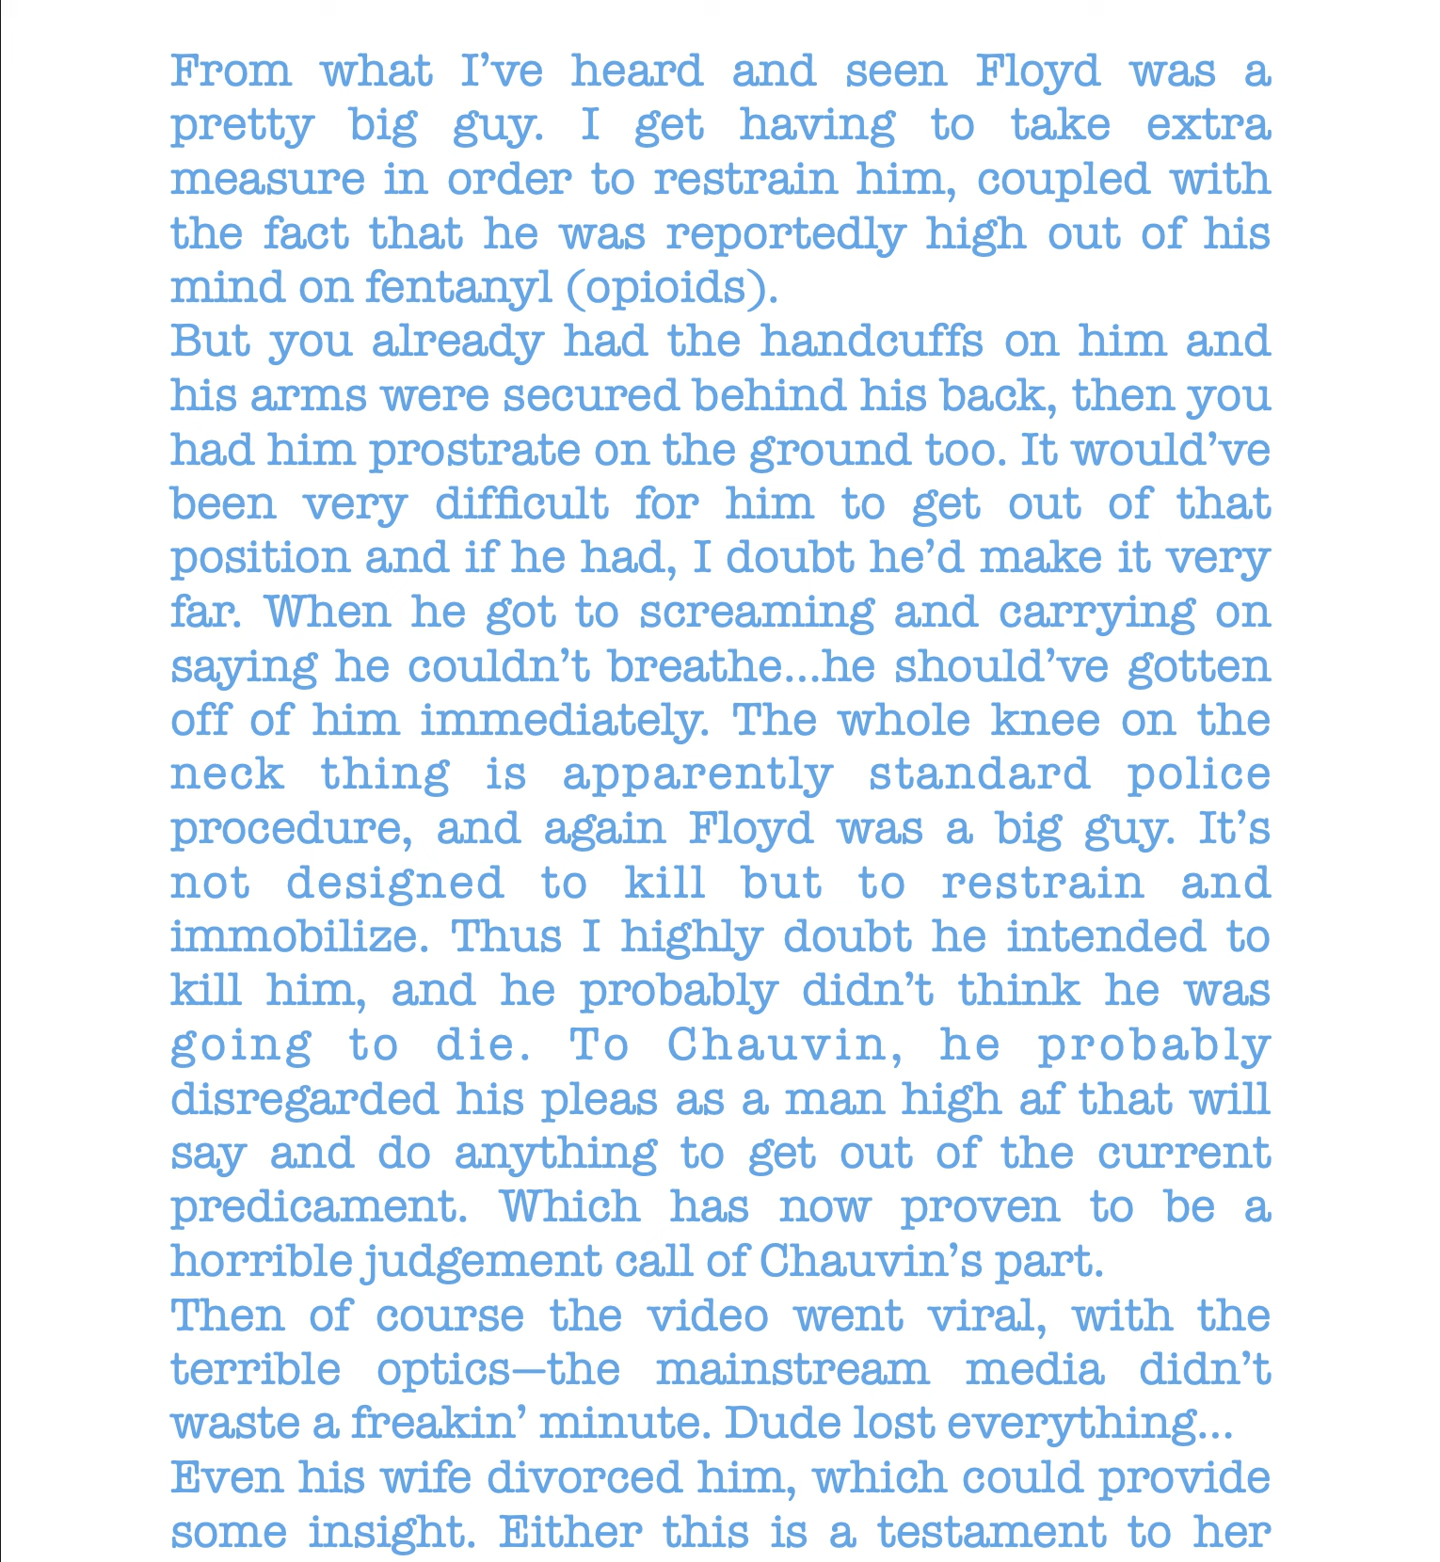 From what I’ve heard and seen Floyd was a
pretty big guy. I get having to take extra
measure in order to restrain him, coupled with
the fact that he was reportedly high out of his
mind on fentanyl (opioids).
But you already had the handcuffs on him and
his arms were secured behind his back, then you
had him prostrate on the ground too. It would’ve
been very difficult for him to get out of that
position and if he had, I doubt he’d make it very
far. When he got to screaming and carrying on
saying he couldn’t breathe...he should’ve gotten
off of him immediately. The whole knee on the
neck thing is apparently standard police
procedure, and again Floyd was a big guy. It’s
not designed to kill but to restrain and
immobilize. Thus I highly doubt he intended to
kill him, and he probably didn’t think he was
going to die. To Chauvin, he probably
disregarded his pleas as a man high af that will
say and do anything to get out of the current
predicament. Which has now proven to be a
horrible judgement call of Chauvin’s part.
Then of course the video went viral, with the
terrible optics—the mainstream media didn’t
waste a freakin’ minute. Dude lost everything...
Even his wife divorced him, which could provide
some insight. Either this is a testament to her